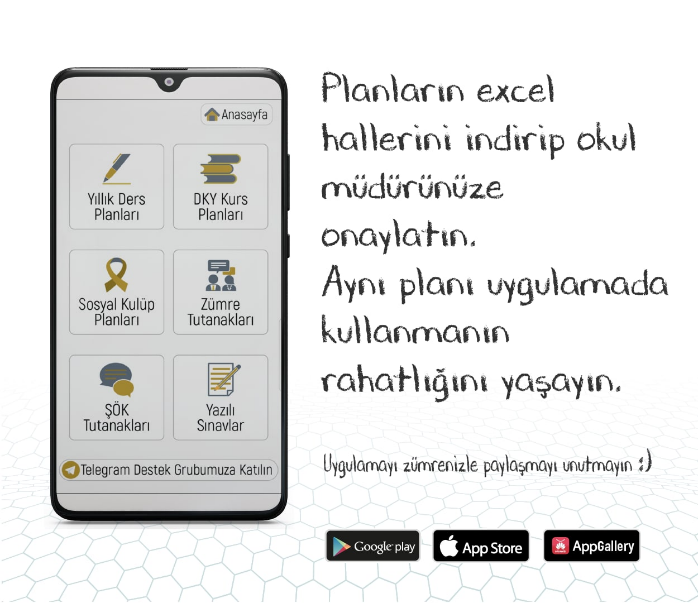 Anasayfa
Yıllık Ders
Planları
DKY Kurs
Planları
Sosyal Kulüp
Planları
Zümre
Tutanakları
ŞÖK
Tutanakları
Yazılı
Sınavlar
Telegram Destek Grubumuza Katılın
Planların excel
hallerini indirip okul
müdürünüze
onaylatın.
Aynı planı uygulamada
kullanmanın
rahatlığını yaşayın.
Uygulamayı zümrenizle paylaşmayı unutmayın :)
Google play
App Store
AppGallery